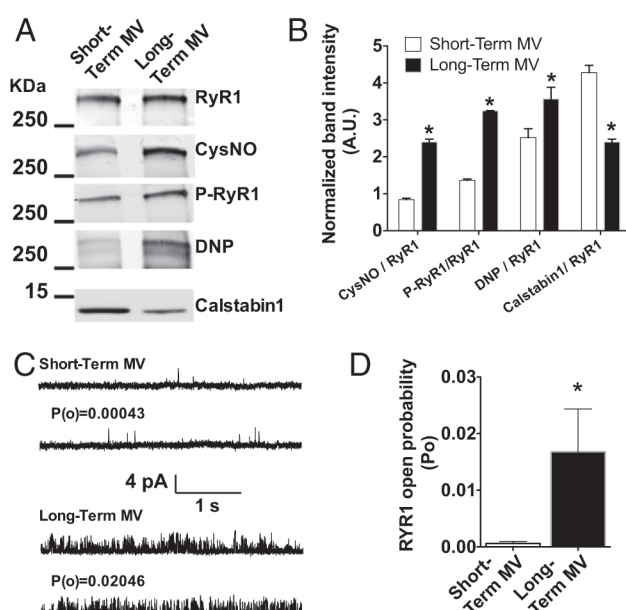 A
Short-
Term MV
Long-
Term MV
KDa
250
RyR1
250
CysNO
250
P-RyR1
250
DNP
15
Calstabin1
B
Normalized band intensity
(A.U.)
5
4
3
2
1
0
Short-Term MV
Long-Term MV
*
*
*
*
CysNO / RyR1
P-RyR1/RyR1
DNP / RyR1
Calstabin1/ RyR1
C
Short-Term MV
P(o)=0.00043
4 pA
1 s
Long-Term MV
P(o)=0.02046
D
RYR1 open probability
(Po)
0.03
0.02
0.01
0.00
*
Short-
Term MV
Long-
Term MV